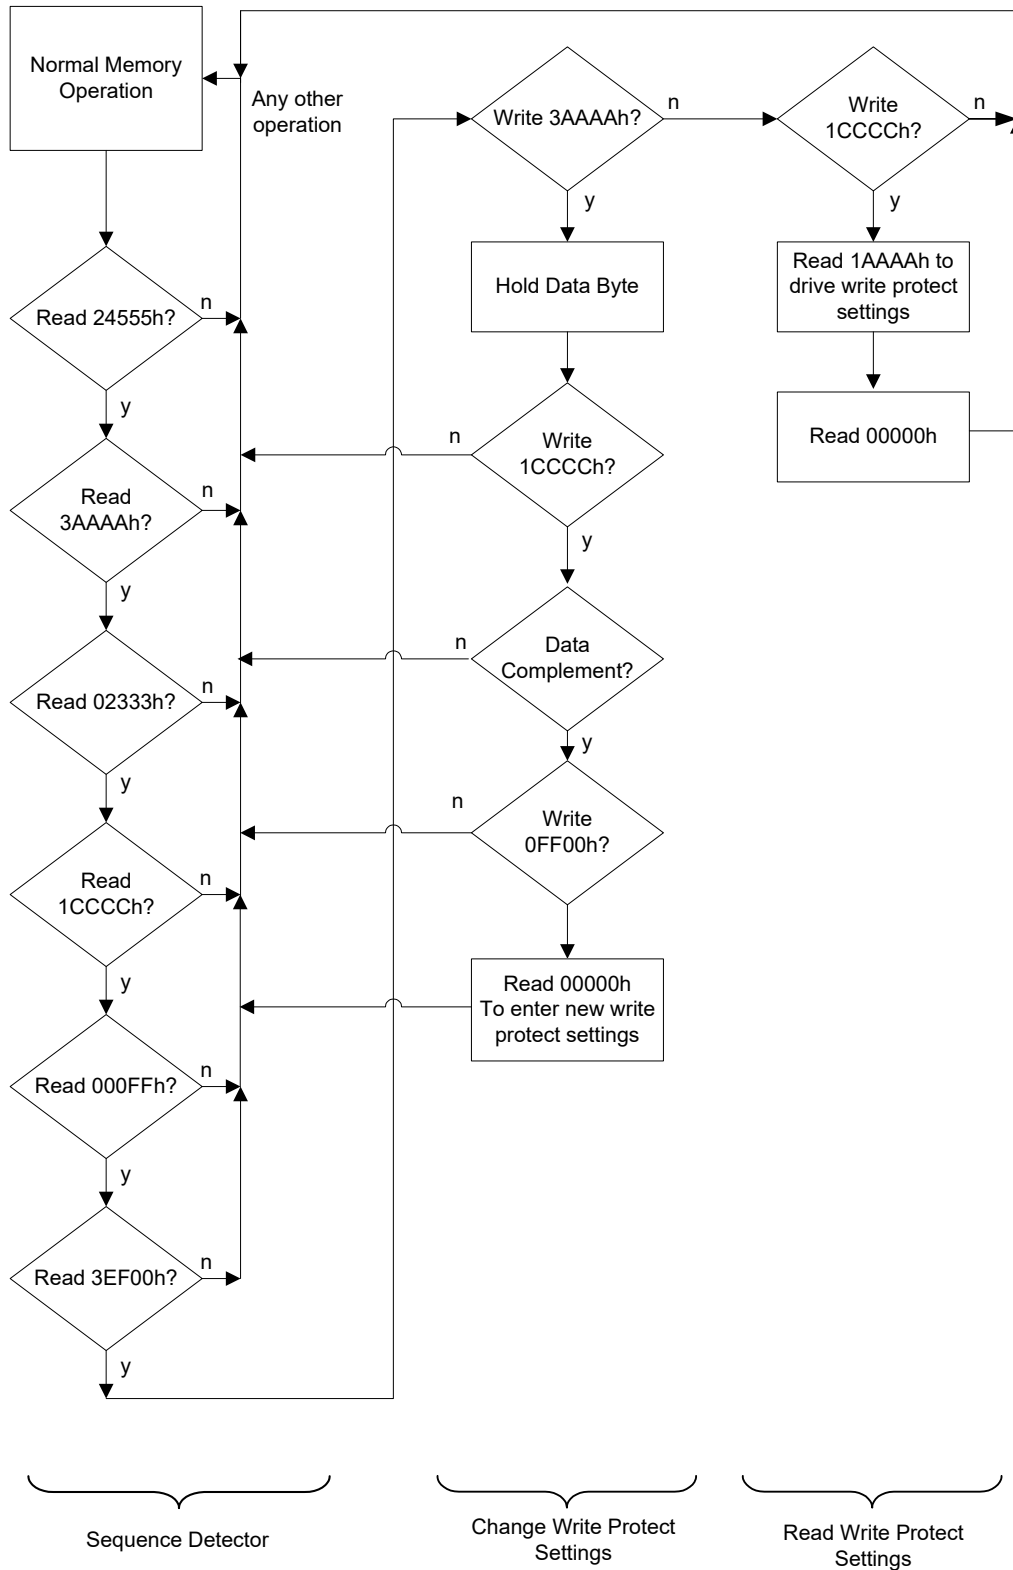 Normal Memory
Operation
Any other
operation
Read 24555h?
n
y
Read
3AAAAh?
n
y
Read 02333h?
n
y
Read
1CCCCh?
n
y
Read 000FFh?
n
y
Read 3EF00h?
n
y
Write 3AAAAh?
n
y
Hold Data Byte
Write
1CCCCh?
n
y
Data
Complement?
n
y
Write
0FF00h?
n
Read 00000h
To enter new write
protect settings
Write
1CCCCh?
n
y
Read 1AAAAh to
drive write protect
settings
Read 00000h
Sequence Detector
Change Write Protect
Settings
Read Write Protect
Settings